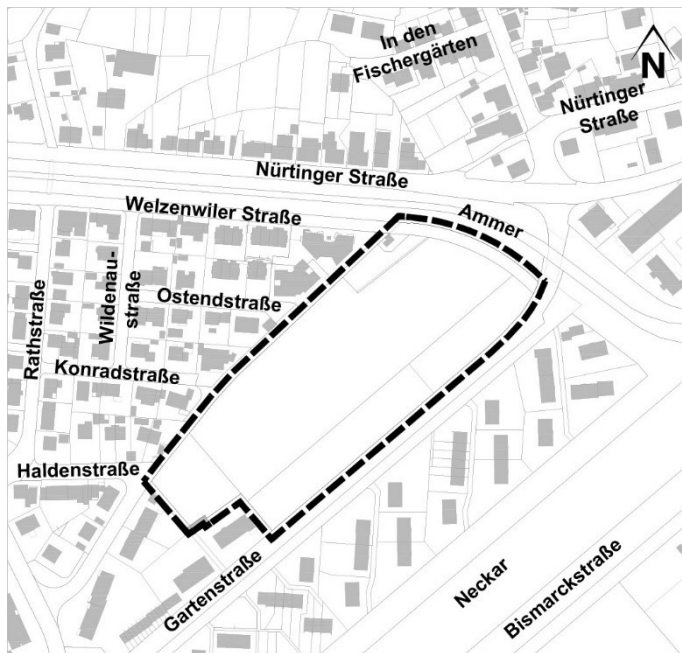 In den
Fischergärten
N
Nürtinger
Straße
Nürtinger Straße
Welzenwiler Straße
Ammer
Rathstraße
Wildenau-
straße
Ostendstraße
Konradstraße
Haldenstraße
Gartenstraße
Neckar
Bismarckstraße